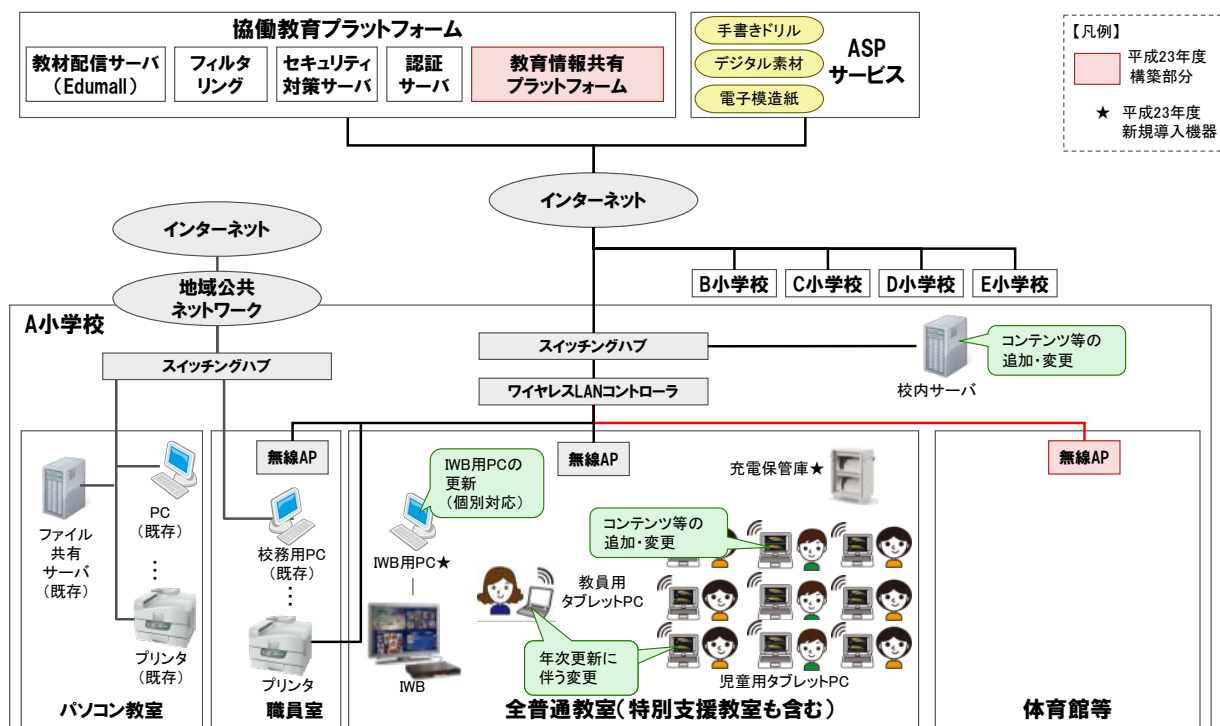 協働教育プラットフォーム
教材配信サーバ
(Edumall)
フィルタ
リング
セキュリティ
対策サーバ
認証
サーバ
教育情報共有
プラットフォーム
手書きドリル
デジタル素材
電子模造紙
ASP
サービス
【凡例】
平成23年度
構築部分
★ 平成23年度
新規導入機器
インターネット
インターネット
地域公共
ネットワーク
B小学校
C小学校
D小学校
E小学校
A小学校
スイッチングハブ
スイッチングハブ
ワイヤレスLANコントローラ
コンテンツ等の
追加・変更
校内サーバ
無線AP
無線AP
無線AP
ファイル
共有
サーバ
(既存)
PC
(既存)
プリンタ
(既存)
パソコン教室
校務用PC
(既存)
プリンタ
職員室
IWB用PCの
更新
(個別対応)
IWB用PC★
IWB
教員用
タブレットPC
年次更新に
伴う変更
充電保管庫★
コンテンツ等の
追加・変更
児童用タブレットPC
全普通教室(特別支援教室も含む)
体育館等